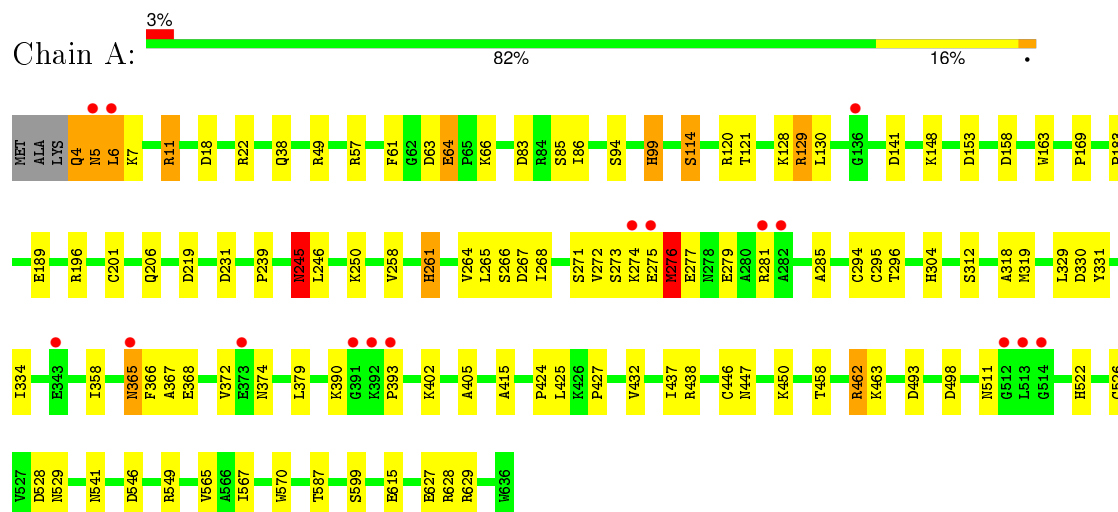 3%
Chain A:
82% 16% •
MET ALA LYS Q4 N5 L6 K7 R11 D18 R22 Q38 R49 R57 F61 G62 D63 E64 P65 K66 D83 R84 S85 I86 S94 H99 S114 R120 T121 K128 R129 L130 G136 D141 K148 D153 D158 W163 P169
E189 R196 C201 Q206 D219 D231 P239 N245 L246 K250 V258 H261 V264 L265 S266 D267 I268 S271 V272 S273 K274 E275 M276 E277 N278 E279 A280 R281 A282 A285 C294 C295 T296 H304 S312 A318 M319 L329 D330 Y331
I334 E343 I358 N365 F366 A367 E368 V372 E373 N374 L379 K390 G391 K392 P393 K402 A405 A415 P424 L425 K426 P427 V432 I437 R438 C446 N447 K450 T458 R462 K463 D493 D498 N511 G512 L513 G514 H522
V527 D528 N529 N541 D546 R549 V565 A566 I567 W570 T587 S599 E615 E627 R628 R629 W636